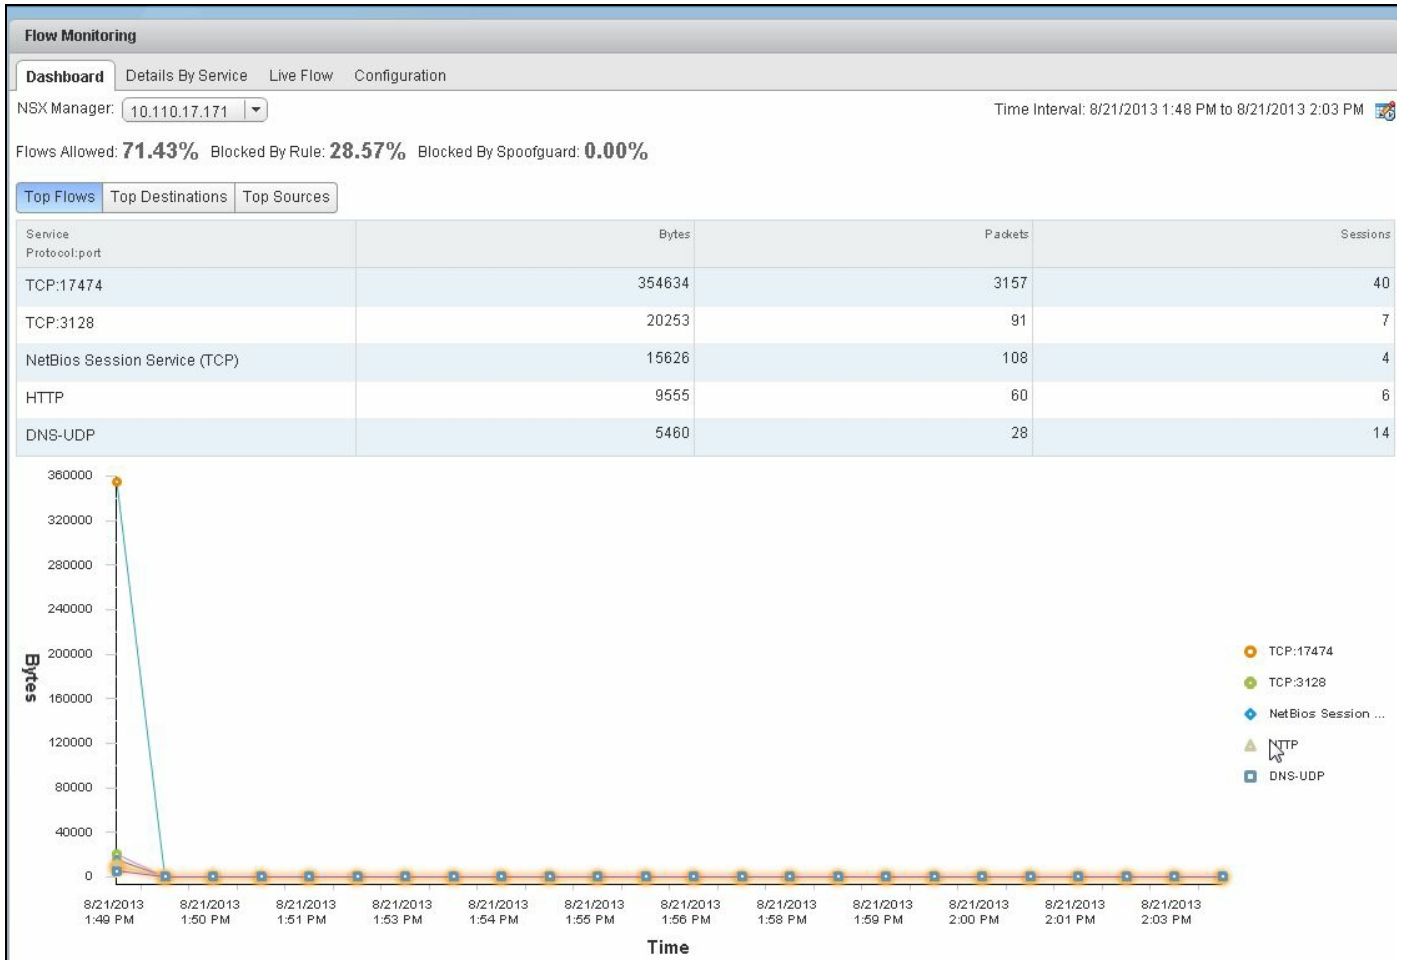 Flow Monitoring
Dashboard Details By Service Live Flow Configuration
NSX Manager: 10.110.17.171 Time Interval: 8/21/2013 1:48 PM to 8/21/2013 2:03 PM
Flows Allowed: 71.43% Blocked By Rule: 28.57% Blocked By Spoofguard: 0.00%
Top Flows Top Destinations Top Sources
Service Bytes Packets Sessions
Protocol:port
TCP:17474 354634 3157 40
TCP:3128 20253 91 7
NetBios Session Service (TCP) 15626 108 4
HTTP 9555 60 6
DNS-UDP 5460 28 14
360000
320000
280000
240000
200000
160000
120000
80000
40000
0
Bytes
TCP:17474
TCP:3128
NetBios Session ...
HTTP
DNS-UDP
8/21/2013 8/21/2013 8/21/2013 8/21/2013 8/21/2013 8/21/2013 8/21/2013 8/21/2013 8/21/2013 8/21/2013 8/21/2013 8/21/2013
1:49 PM 1:50 PM 1:51 PM 1:53 PM 1:54 PM 1:55 PM 1:56 PM 1:58 PM 1:59 PM 2:00 PM 2:01 PM 2:03 PM
Time